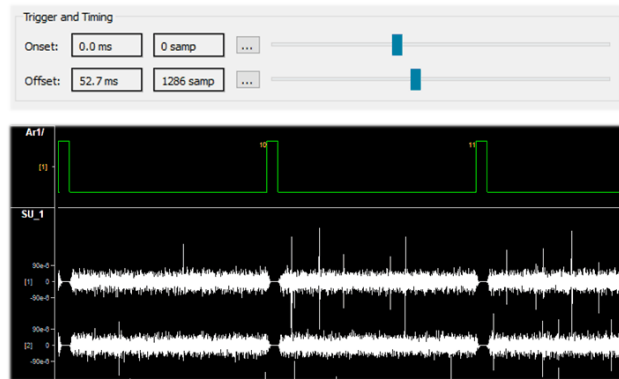 Trigger and Timing
Onset: 0.0 ms 0 samp ...
Offset: 52.7 ms 1286 samp ...
Ar1/
10 11
[1]
SU_1
90e-6
[1] 0
-90e-6
90e-6
[2] 0
-90e-6